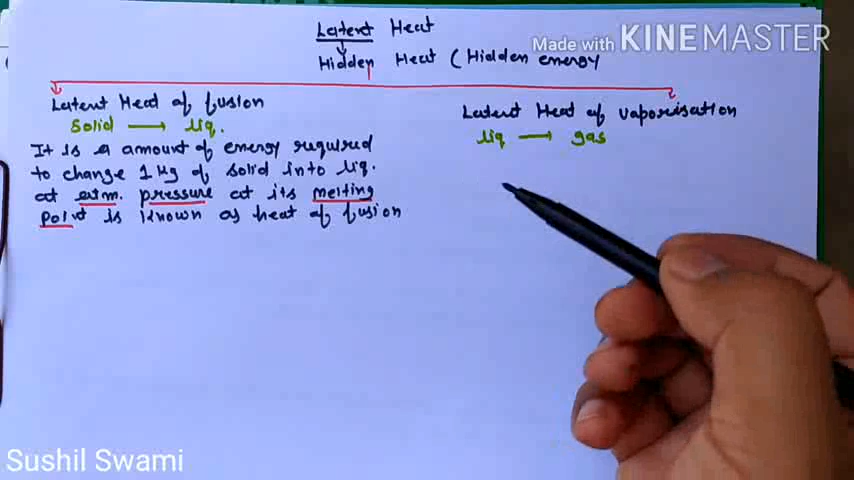 Latent Heat
Hidden Heat (Hidden energy
Made with KINEMASTER
Latent Heat of fusion
Solid → liq.
It is a amount of energy required
to change 1 kg of solid into liq.
at atm. pressure at its melting
point is known as heat of fusion
Latent Heat of vaporisation
liq → gas
Sushil Swami